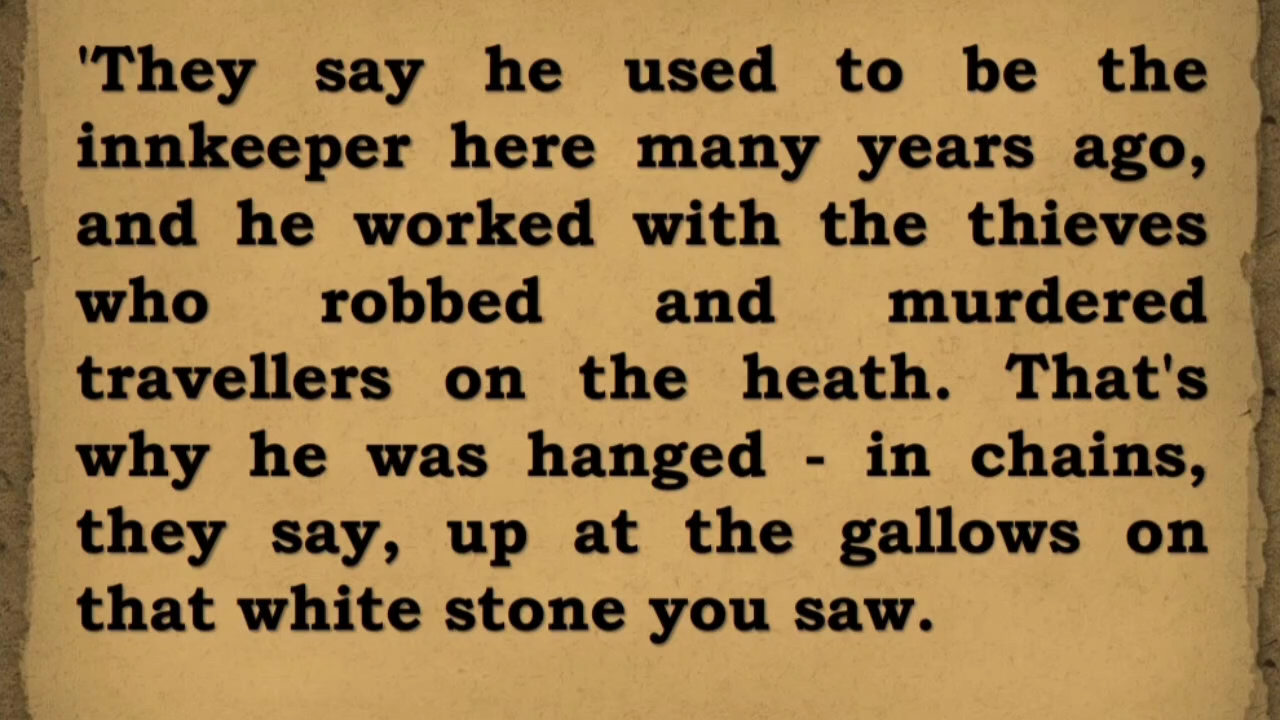 'They say he used to be the
innkeeper here many years ago,
and he worked with the thieves
who robbed and murdered
travellers on the heath. That's
why he was hanged - in chains,
they say, up at the gallows on
that white stone you saw.